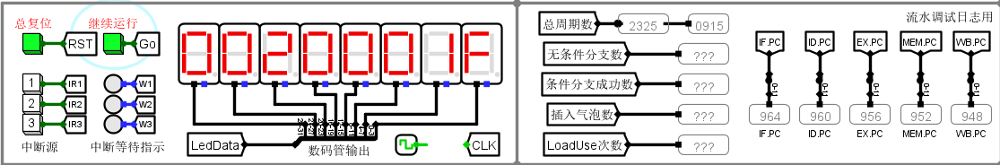 总复位 继续运行
RST Go
1 IR1 W1
2 IR2 W2
3 IR3 W3
中断源 中断等待指示
0020001F
LedData 数码管输出 CLK
总周期数 2325 0915
无条件分支数 ???
条件分支成功数 ???
插入气泡数 ???
LoadUse次数 ???
流水调试日志用
IF.PC ID.PC EX.PC MEM.PC WB.PC
964 960 956 952 948
IF.PC ID.PC EX.PC MEM.PC WB.PC